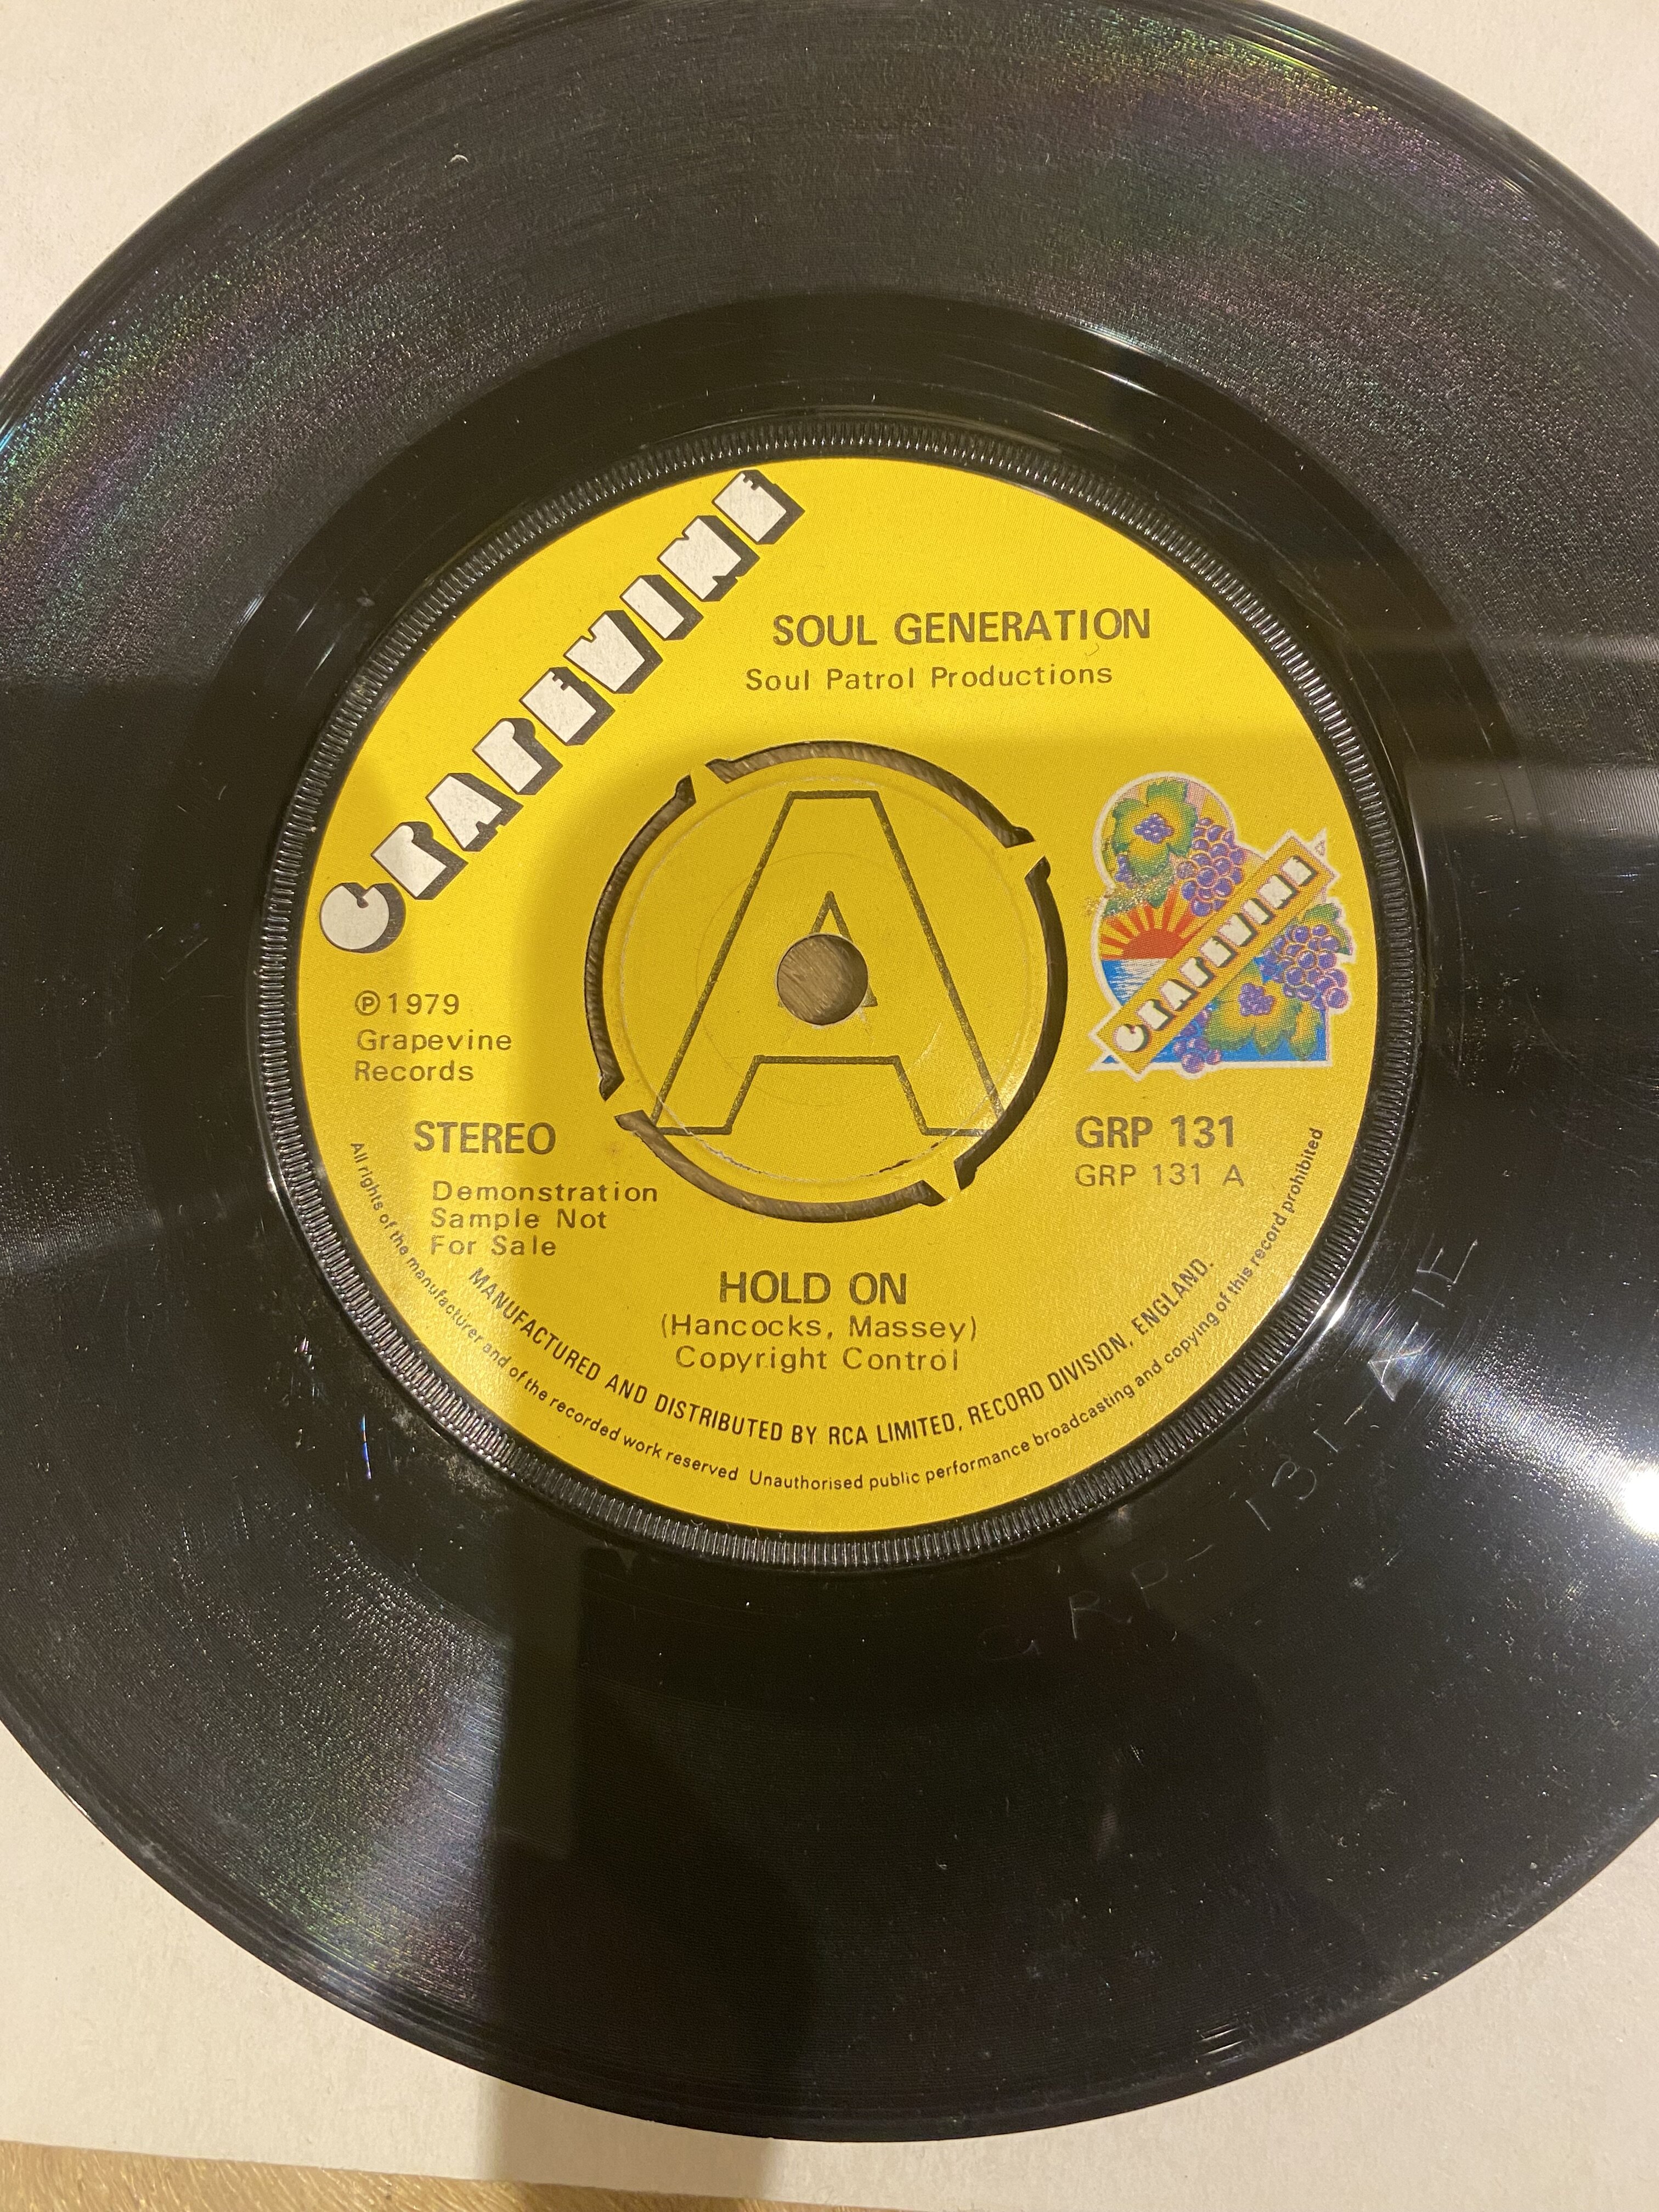 GRAPEVINE
SOUL GENERATION
Soul Patrol Productions
A
GRAPEVINE
℗1979
Grapevine
Records
STEREO
GRP 131
GRP 131 A
Demonstration
Sample Not
For Sale
HOLD ON
(Hancocks, Massey)
Copyright Control
MANUFACTURED AND DISTRIBUTED BY RCA LIMITED, RECORD DIVISION, ENGLAND.
All rights of the manufacturer and of the recorded work reserved Unauthorised public performance broadcasting and copying of this record prohibited
GRP-131-A-1E